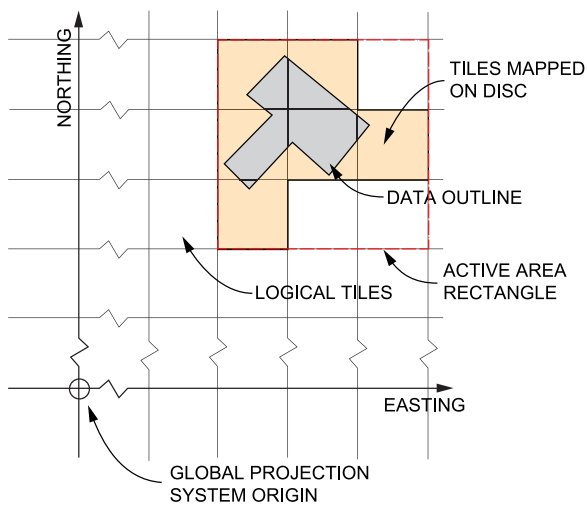 NORTHING
TILES MAPPED
ON DISC
DATA OUTLINE
LOGICAL TILES
ACTIVE AREA
RECTANGLE
EASTING
GLOBAL PROJECTION
SYSTEM ORIGIN